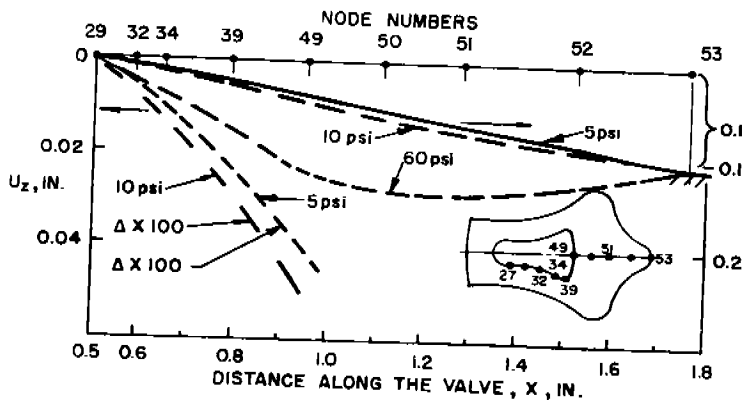 NODE NUMBERS
29 32 34 39 49 50 51 52 53
0
0.02
0.04
Uz, IN.
10 psi
5 psi
0.1
0.1
0.2
60 psi
10 psi
5 psi
Δ X 100
Δ X 100
49 51 53
34
27 32 39
0.5 0.6 0.8 1.0 1.2 1.4 1.6 1.8
DISTANCE ALONG THE VALVE, X, IN.